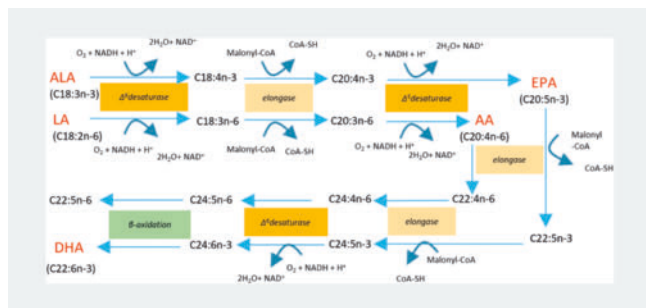 2H₂O+ NAD⁺
O₂ + NADH + H⁺
Malonyl-CoA
CoA-SH
O₂ + NADH + H⁺
2H₂O+ NAD⁺
ALA
(C18:3n-3)
C18:4n-3
C20:4n-3
EPA
(C20:5n-3)
Δ⁶desaturase
elongase
Δ⁵desaturase
LA
(C18:2n-6)
C18:3n-6
C20:3n-6
AA
(C20:4n-6)
O₂ + NADH + H⁺
2H₂O+ NAD⁺
Malonyl-CoA
CoA-SH
O₂ + NADH + H⁺
2H₂O+ NAD⁺
elongase
Malonyl
-CoA
CoA-SH
C22:5n-6
C24:5n-6
C24:4n-6
C22:4n-6
β-oxidation
Δ⁶desaturase
elongase
DHA
(C22:6n-3)
C24:6n-3
C24:5n-3
C22:5n-3
2H₂O+ NAD⁺
O₂ + NADH + H⁺
CoA-SH
Malonyl-CoA